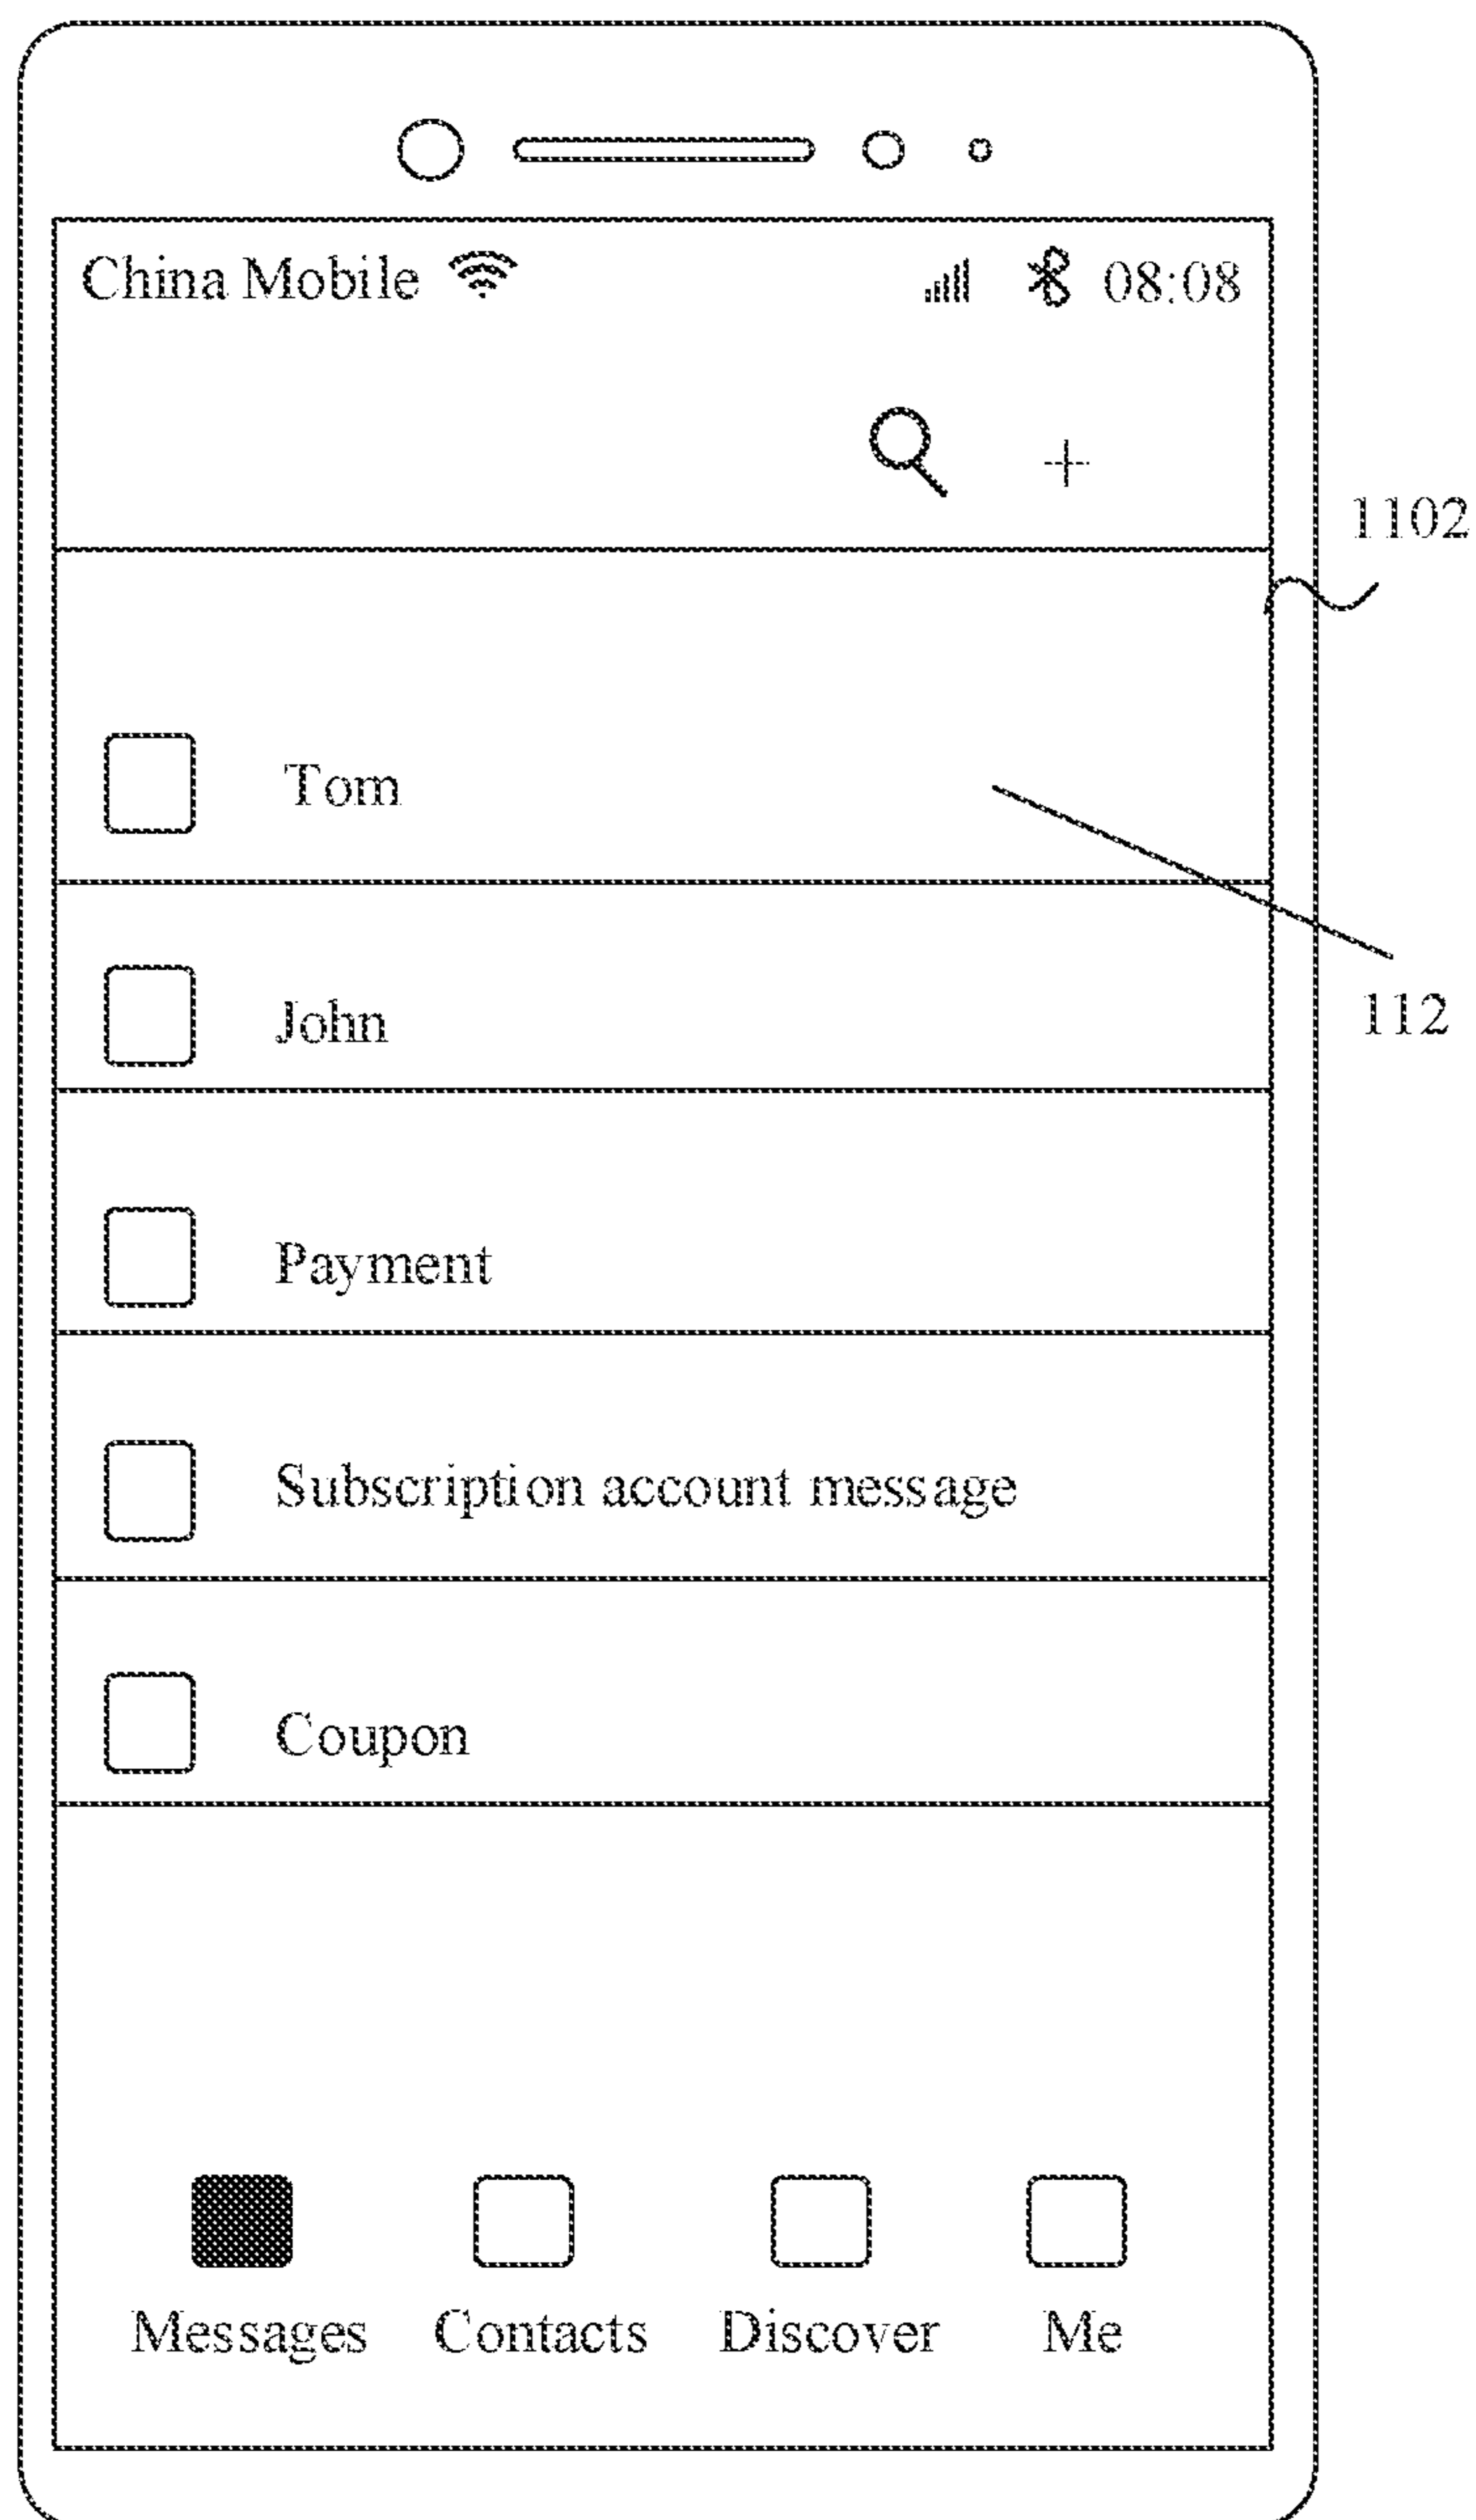 China Mobile 08:08
1102
Tom
John
112
Payment
Subscription account message
Coupon
Messages Contacts Discover Me